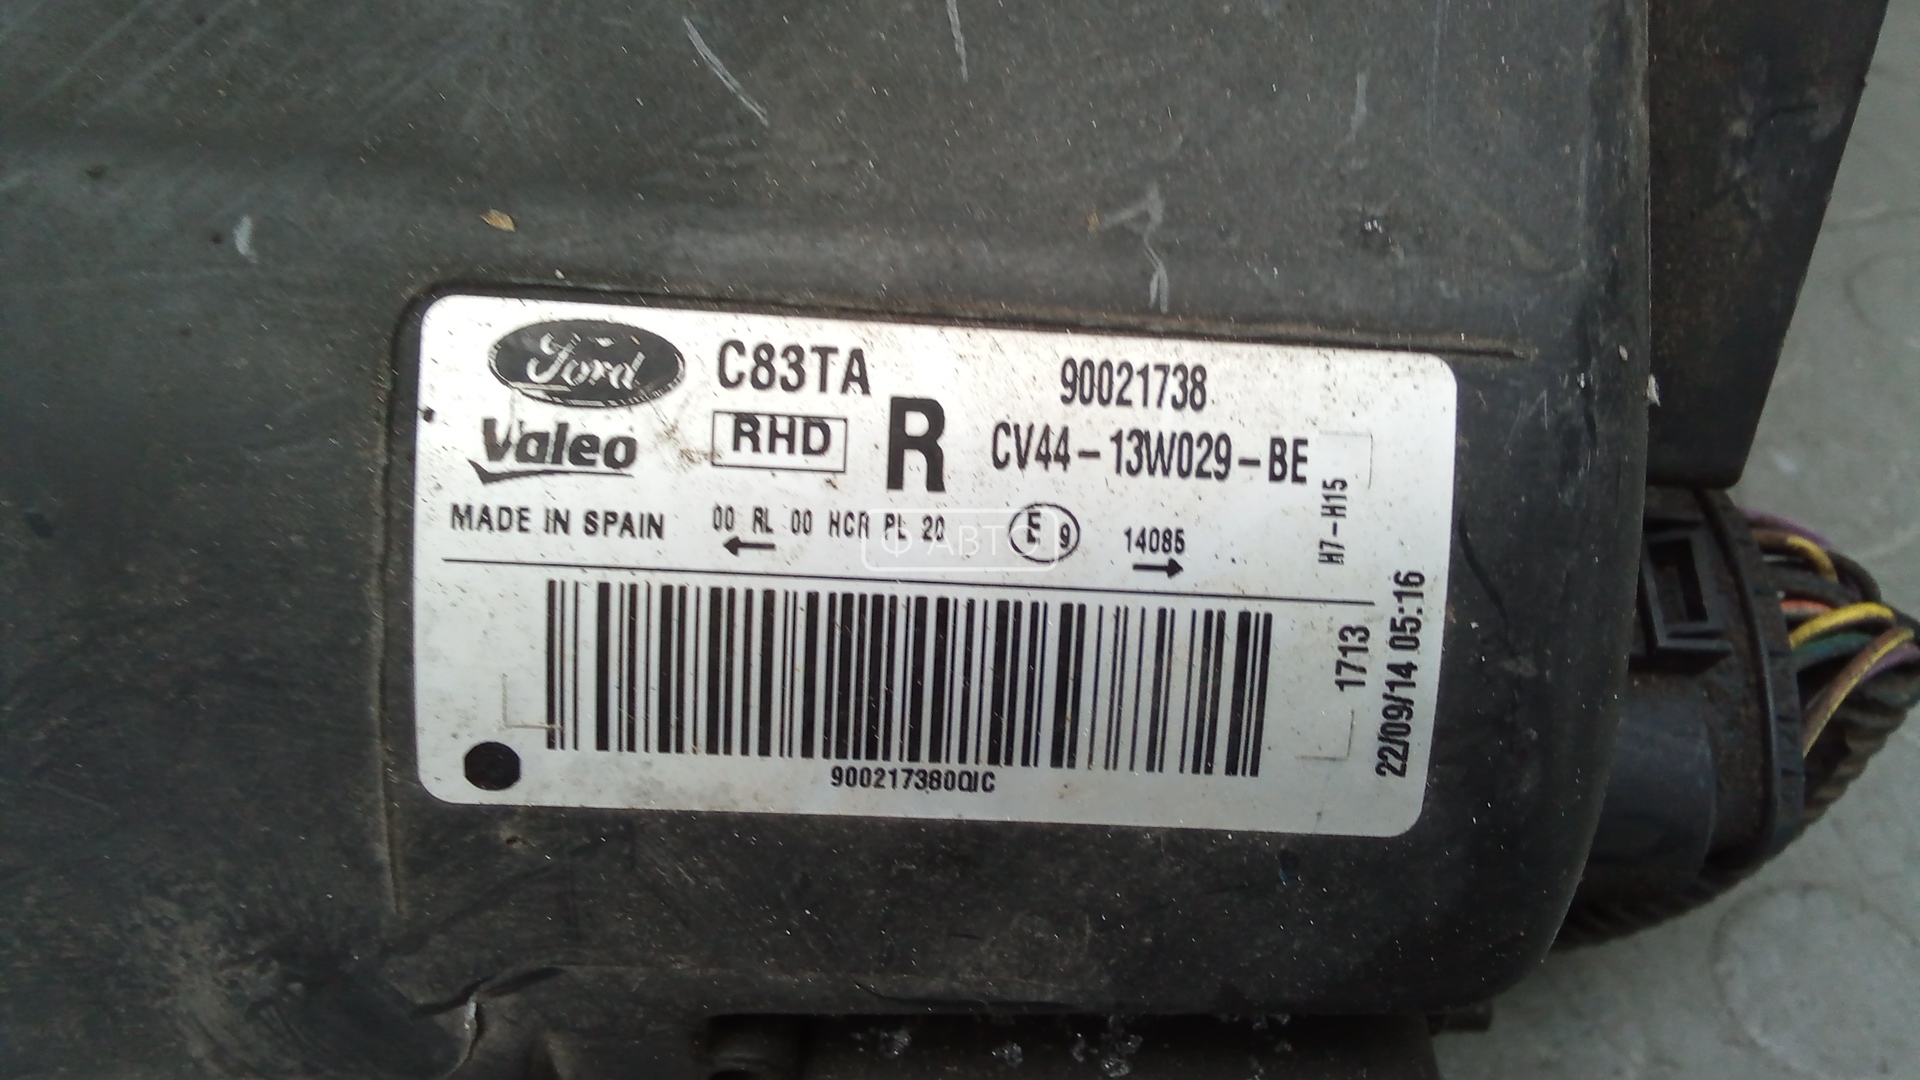 Ford
C83TA
90021738
Valeo
RHD
R
CV44-13W029-BE
MADE IN SPAIN
00 RL 00 HCR PL 20
E 9
14085
H7-H15
1713
22/09/14 05:16
900217380QIC
Ф АВТО